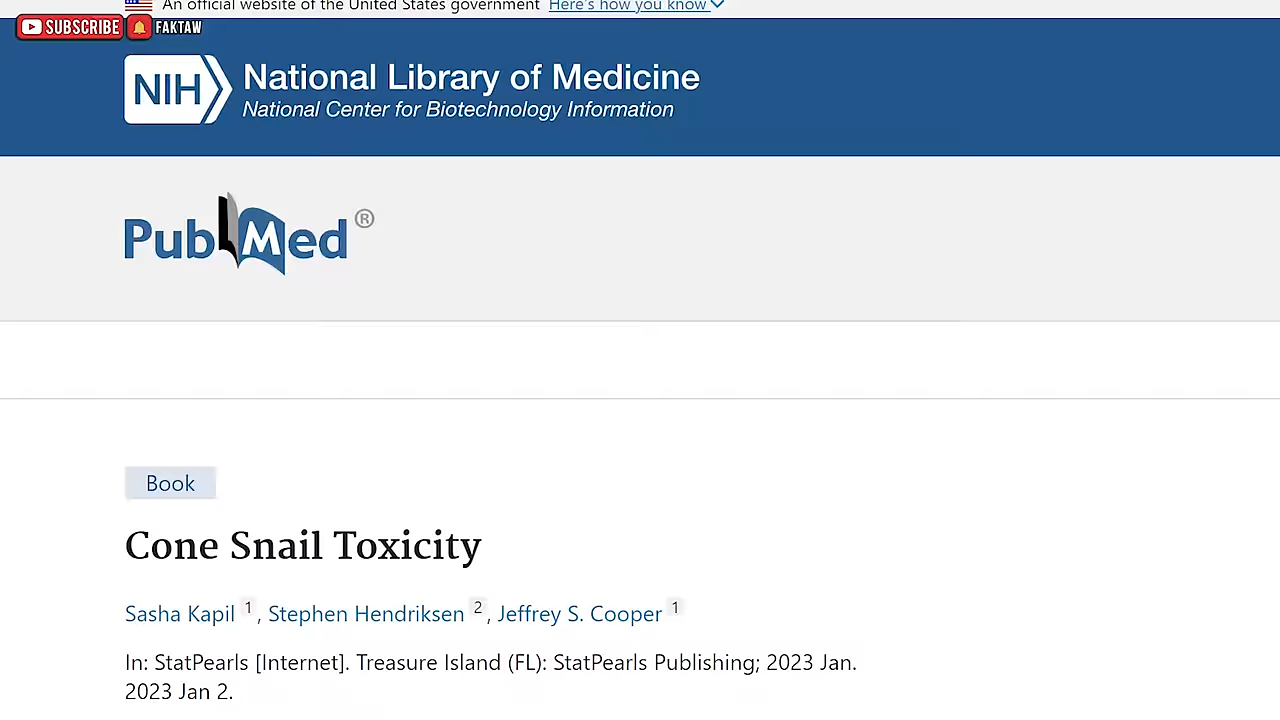 An official website of the United States government Here's how you know
SUBSCRIBE FAKTAW
NIH National Library of Medicine
National Center for Biotechnology Information
PubMed®
Book
Cone Snail Toxicity
Sasha Kapil 1, Stephen Hendriksen 2, Jeffrey S. Cooper 1
In: StatPearls [Internet]. Treasure Island (FL): StatPearls Publishing; 2023 Jan.
2023 Jan 2.